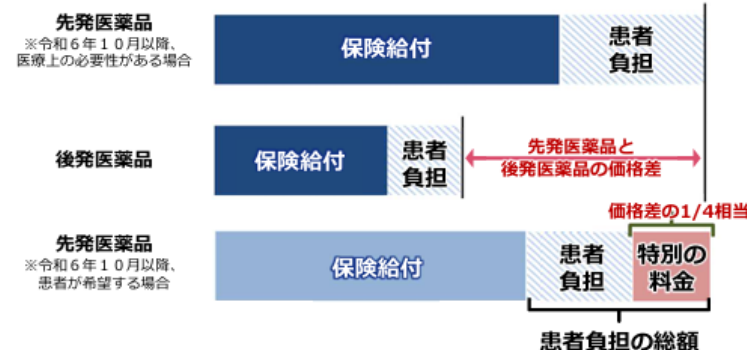 先発医薬品
※令和６年１０月以降、
医療上の必要性がある場合
保険給付
患者
負担
後発医薬品
保険給付
患者
負担
先発医薬品と
後発医薬品の価格差
価格差の1/4相当
先発医薬品
※令和６年１０月以降、
患者が希望する場合
保険給付
患者
負担
特別の
料金
患者負担の総額